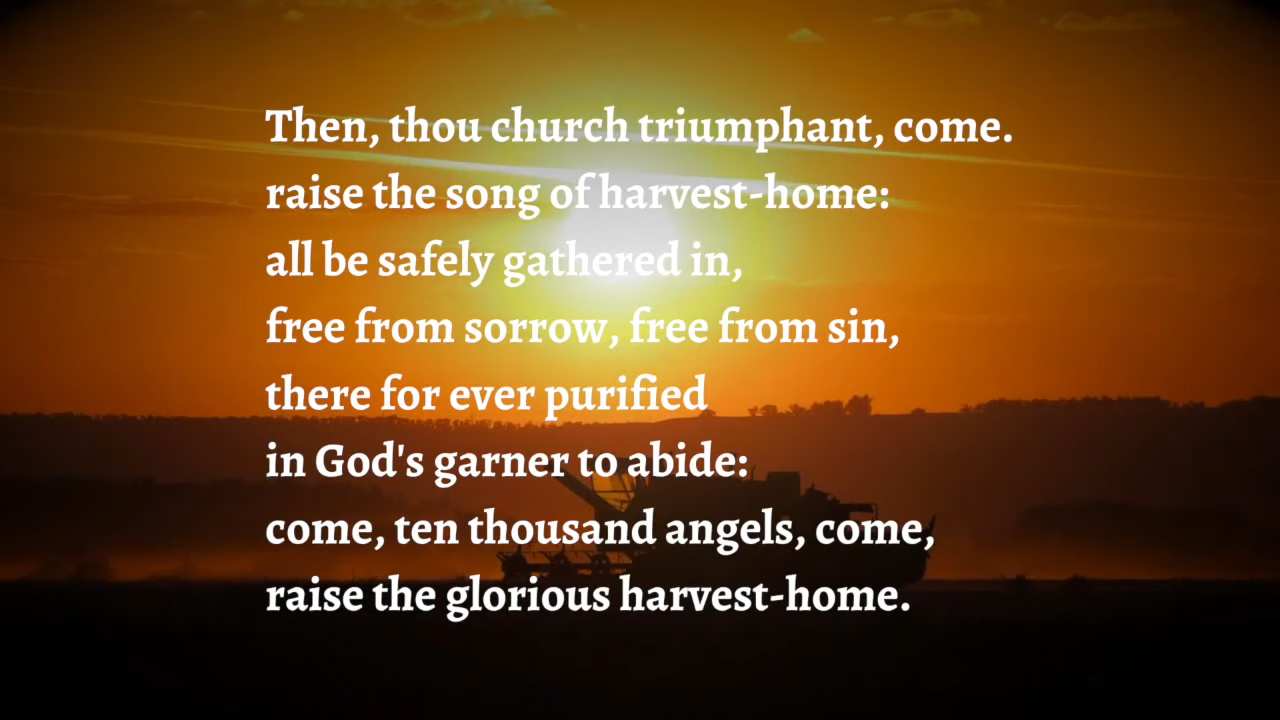 Then, thou church triumphant, come.
raise the song of harvest-home:
all be safely gathered in,
free from sorrow, free from sin,
there for ever purified
in God's garner to abide:
come, ten thousand angels, come,
raise the glorious harvest-home.